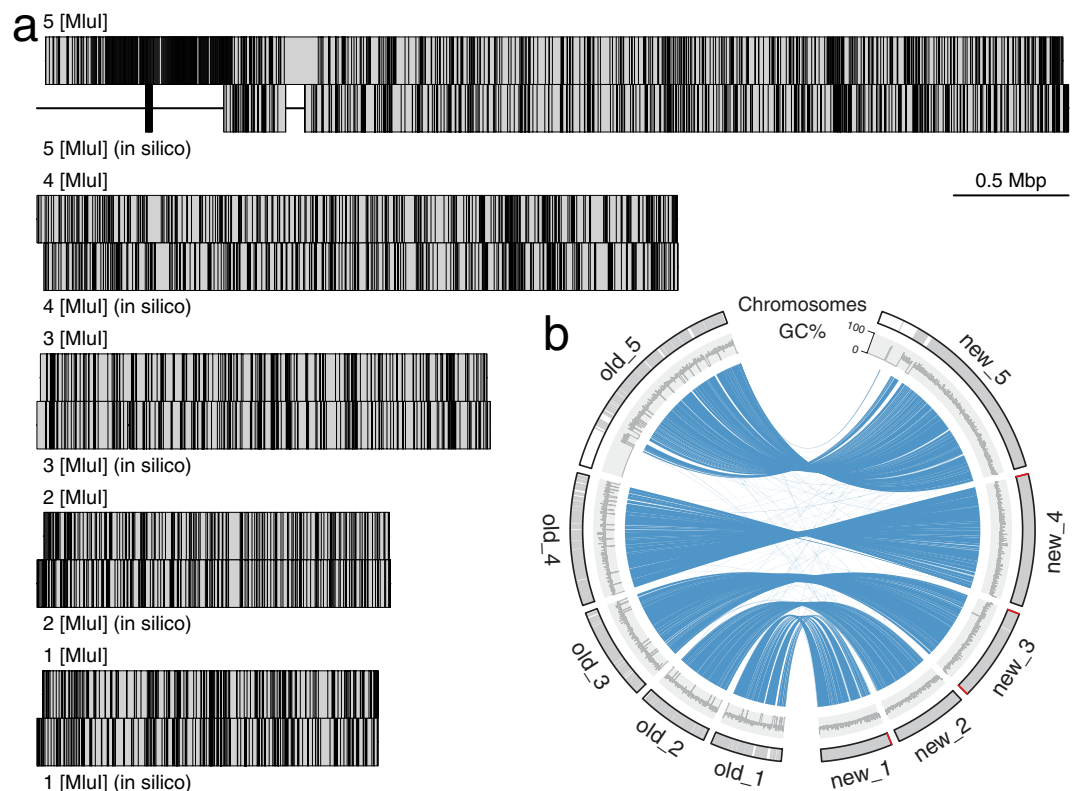 a
5 [MluI]
5 [MluI] (in silico)
4 [MluI]
0.5 Mbp
4 [MluI] (in silico)
3 [MluI]
3 [MluI] (in silico)
2 [MluI]
2 [MluI] (in silico)
1 [MluI]
1 [MluI] (in silico)
b
Chromosomes
GC%
100
0
old_5
new_5
old_4
new_4
old_3
new_3
old_2
new_2
old_1
new_1